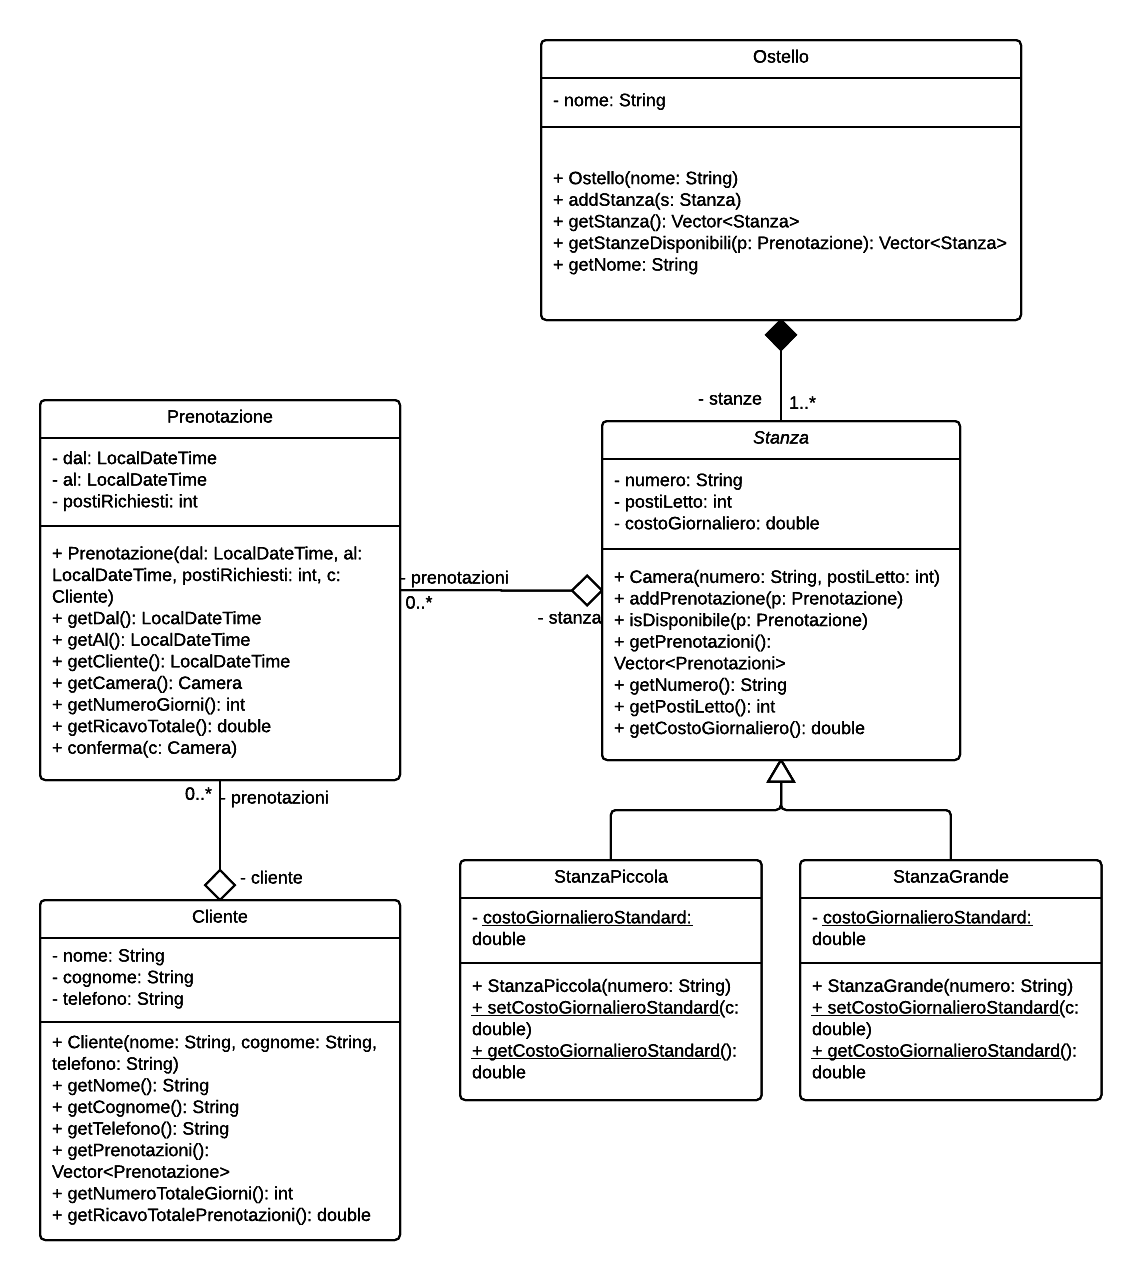 Ostello
- nome: String
+ Ostello(nome: String)
+ addStanza(s: Stanza)
+ getStanza(): Vector<Stanza>
+ getStanzeDisponibili(p: Prenotazione): Vector<Stanza>
+ getNome: String
- stanze
1..*
Prenotazione
- dal: LocalDateTime
- al: LocalDateTime
- postiRichiesti: int
+ Prenotazione(dal: LocalDateTime, al:
LocalDateTime, postiRichiesti: int, c:
Cliente)
+ getDal(): LocalDateTime
+ getAl(): LocalDateTime
+ getCliente(): LocalDateTime
+ getCamera(): Camera
+ getNumeroGiorni(): int
+ getRicavoTotale(): double
+ conferma(c: Camera)
- prenotazioni
0..*
- stanza
Stanza
- numero: String
- postiLetto: int
- costoGiornaliero: double
+ Camera(numero: String, postiLetto: int)
+ addPrenotazione(p: Prenotazione)
+ isDisponibile(p: Prenotazione)
+ getPrenotazioni():
Vector<Prenotazioni>
+ getNumero(): String
+ getPostiLetto(): int
+ getCostoGiornaliero(): double
0..*
- prenotazioni
- cliente
Cliente
- nome: String
- cognome: String
- telefono: String
+ Cliente(nome: String, cognome: String,
telefono: String)
+ getNome(): String
+ getCognome(): String
+ getTelefono(): String
+ getPrenotazioni():
Vector<Prenotazione>
+ getNumeroTotaleGiorni(): int
+ getRicavoTotalePrenotazioni(): double
StanzaPiccola
- costoGiornalieroStandard:
double
+ StanzaPiccola(numero: String)
+ setCostoGiornalieroStandard(c:
double)
+ getCostoGiornalieroStandard():
double
StanzaGrande
- costoGiornalieroStandard:
double
+ StanzaGrande(numero: String)
+ setCostoGiornalieroStandard(c:
double)
+ getCostoGiornalieroStandard():
double